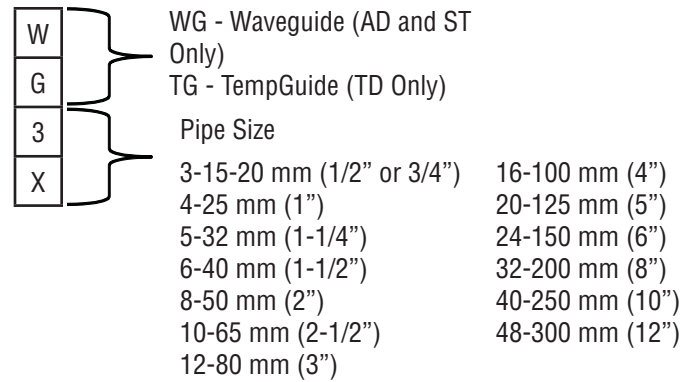 W
G
3
X
WG - Waveguide (AD and ST
Only)
TG - TempGuide (TD Only)
Pipe Size
3-15-20 mm (1/2” or 3/4”)
4-25 mm (1”)
5-32 mm (1-1/4”)
6-40 mm (1-1/2”)
8-50 mm (2”)
10-65 mm (2-1/2”)
12-80 mm (3”)
16-100 mm (4”)
20-125 mm (5”)
24-150 mm (6”)
32-200 mm (8”)
40-250 mm (10”)
48-300 mm (12”)